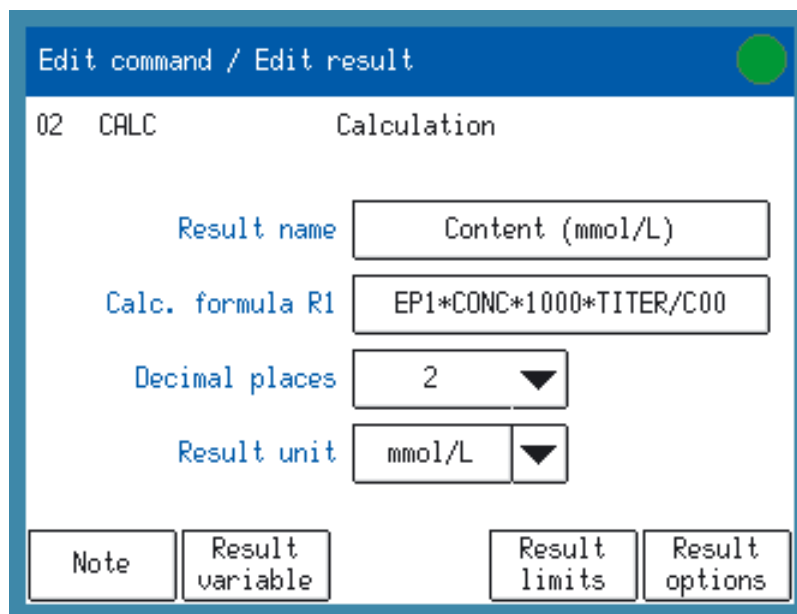 Edit command / Edit result
02 CALC Calculation
Result name Content (mmol/L)
Calc. formula R1 EP1*CONC*1000*TITER/C00
Decimal places 2
Result unit mmol/L
Note Result variable Result limits Result options